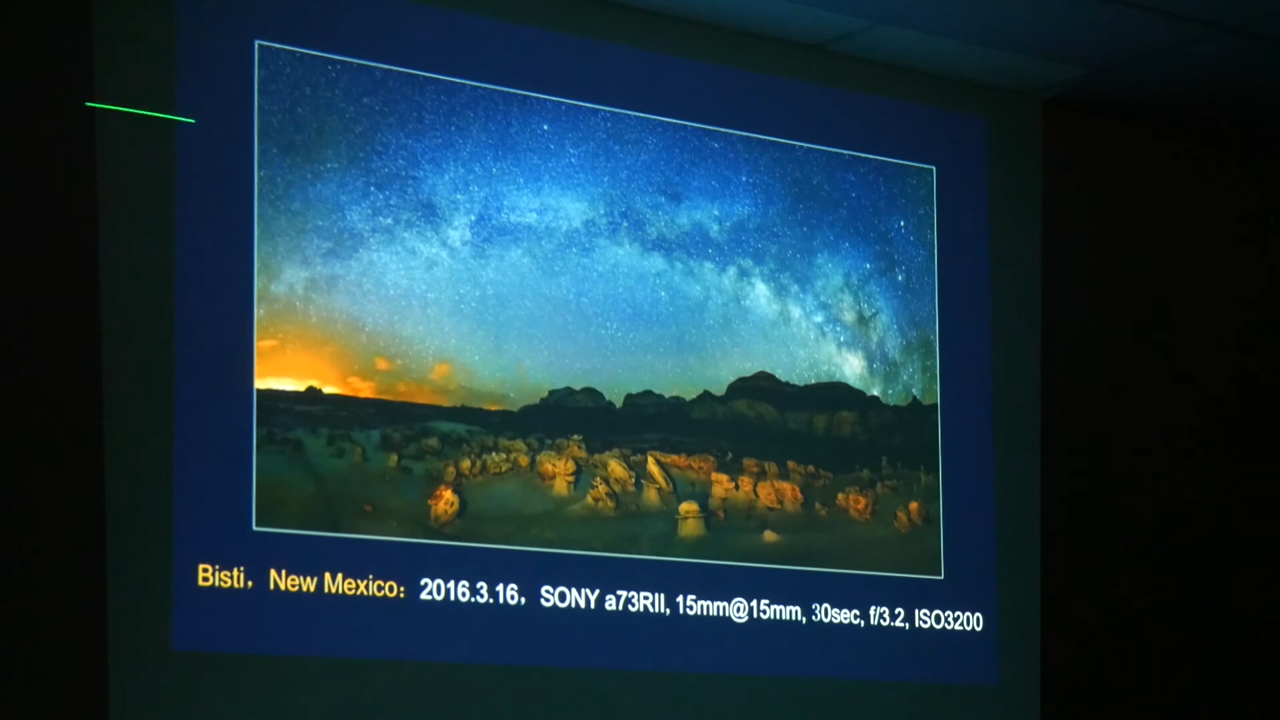 Bisti，New Mexico：2016.3.16，SONY a73RII, 15mm@15mm, 30sec, f/3.2, ISO3200